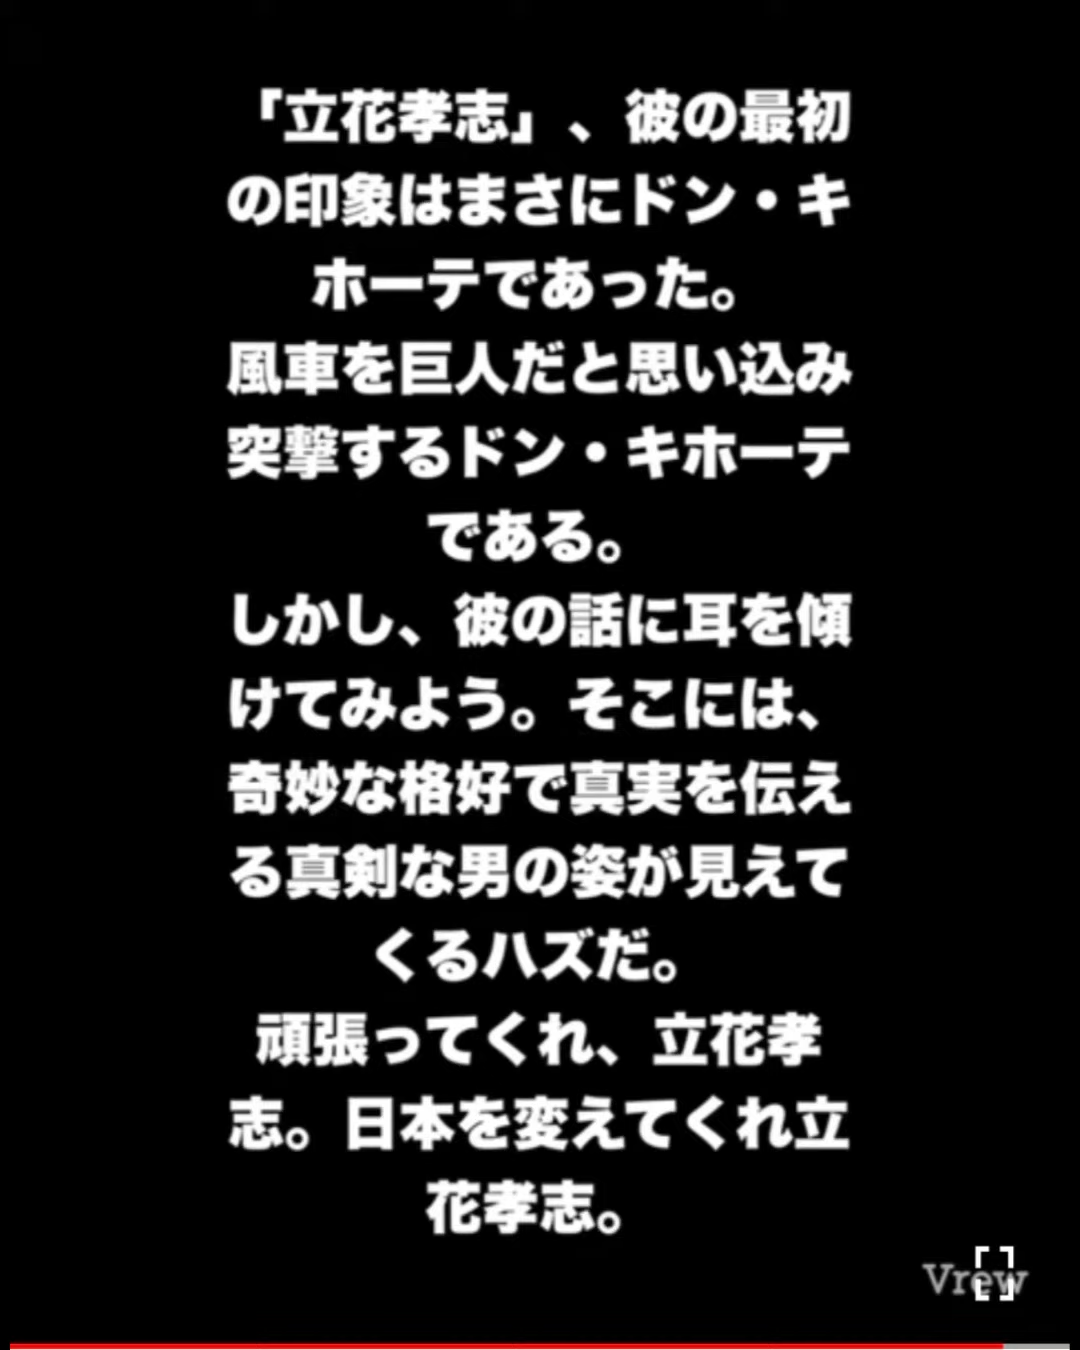 「立花孝志」、彼の最初
の印象はまさにドン・キ
ホーテであった。
風車を巨人だと思い込み
突撃するドン・キホーテ
である。
しかし、彼の話に耳を傾
けてみよう。そこには、
奇妙な格好で真実を伝え
る真剣な男の姿が見えて
くるハズだ。
頑張ってくれ、立花孝
志。日本を変えてくれ立
花孝志。
Vrew